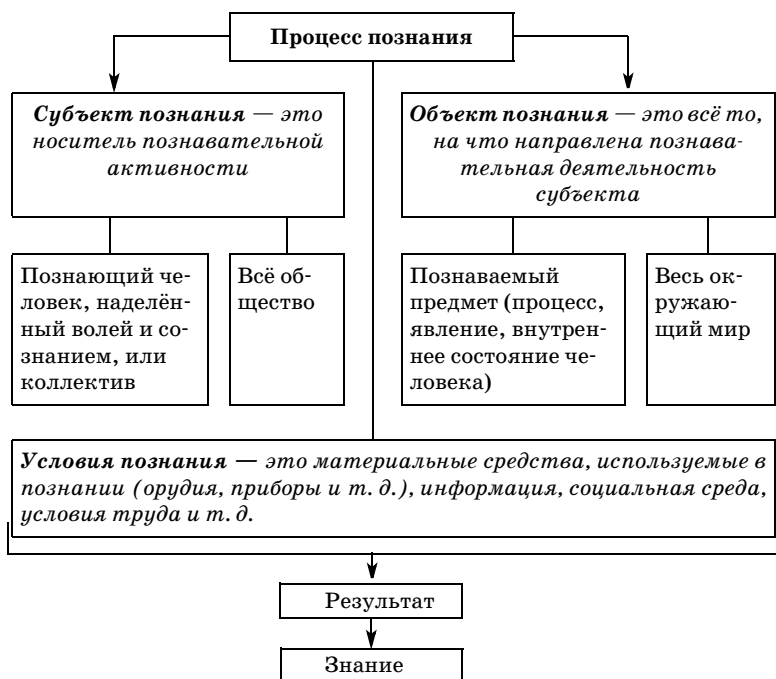 Процесс познания
Субъект познания — это
носитель познавательной
активности
Объект познания — это всё то,
на что направлена познава-
тельная деятельность
субъекта
Познающий че-
ловек, наделён-
ный волей и со-
знанием, или
коллектив
Всё об-
щество
Познаваемый
предмет (процесс,
явление, внутрен-
нее состояние че-
ловека)
Весь ок-
ружаю-
щий мир
Условия познания — это материальные средства, используемые в
познании (орудия, приборы и т. д.), информация, социальная среда,
условия труда и т. д.
Результат
Знание